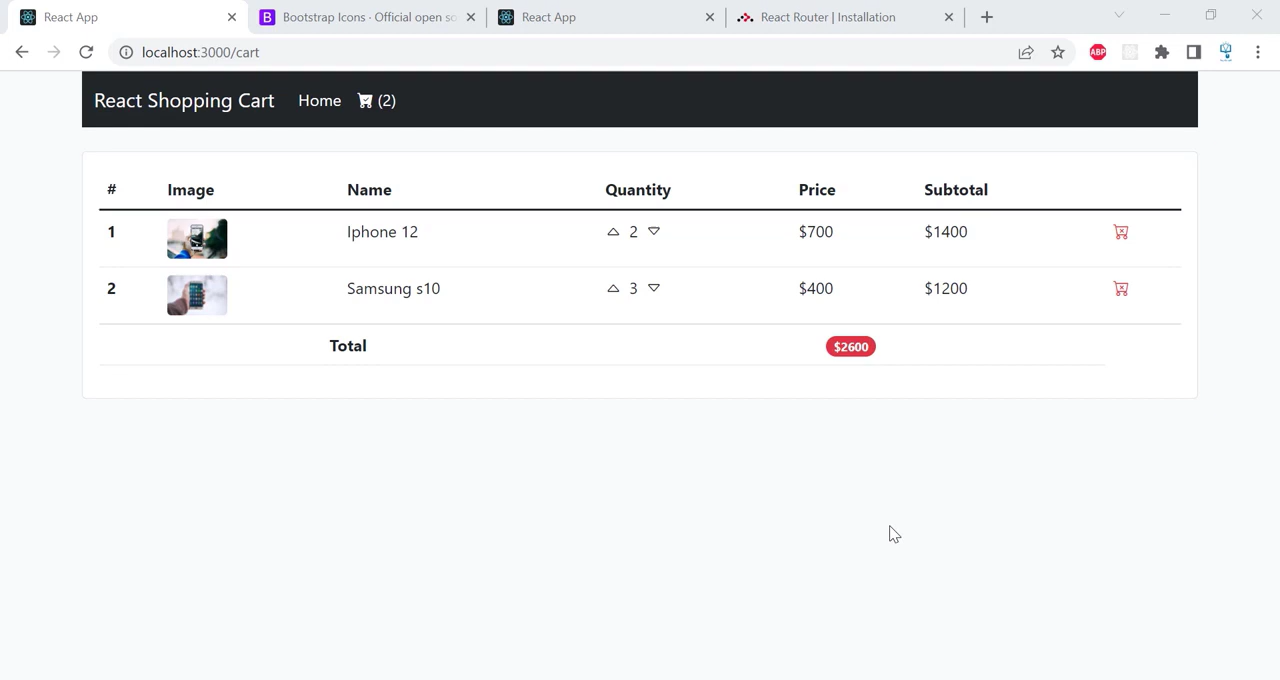 React App
Bootstrap Icons · Official open so
React App
React Router | Installation
localhost:3000/cart
ABP
React Shopping Cart Home (2)
# Image Name Quantity Price Subtotal
1 Iphone 12 2 $700 $1400
2 Samsung s10 3 $400 $1200
Total $2600